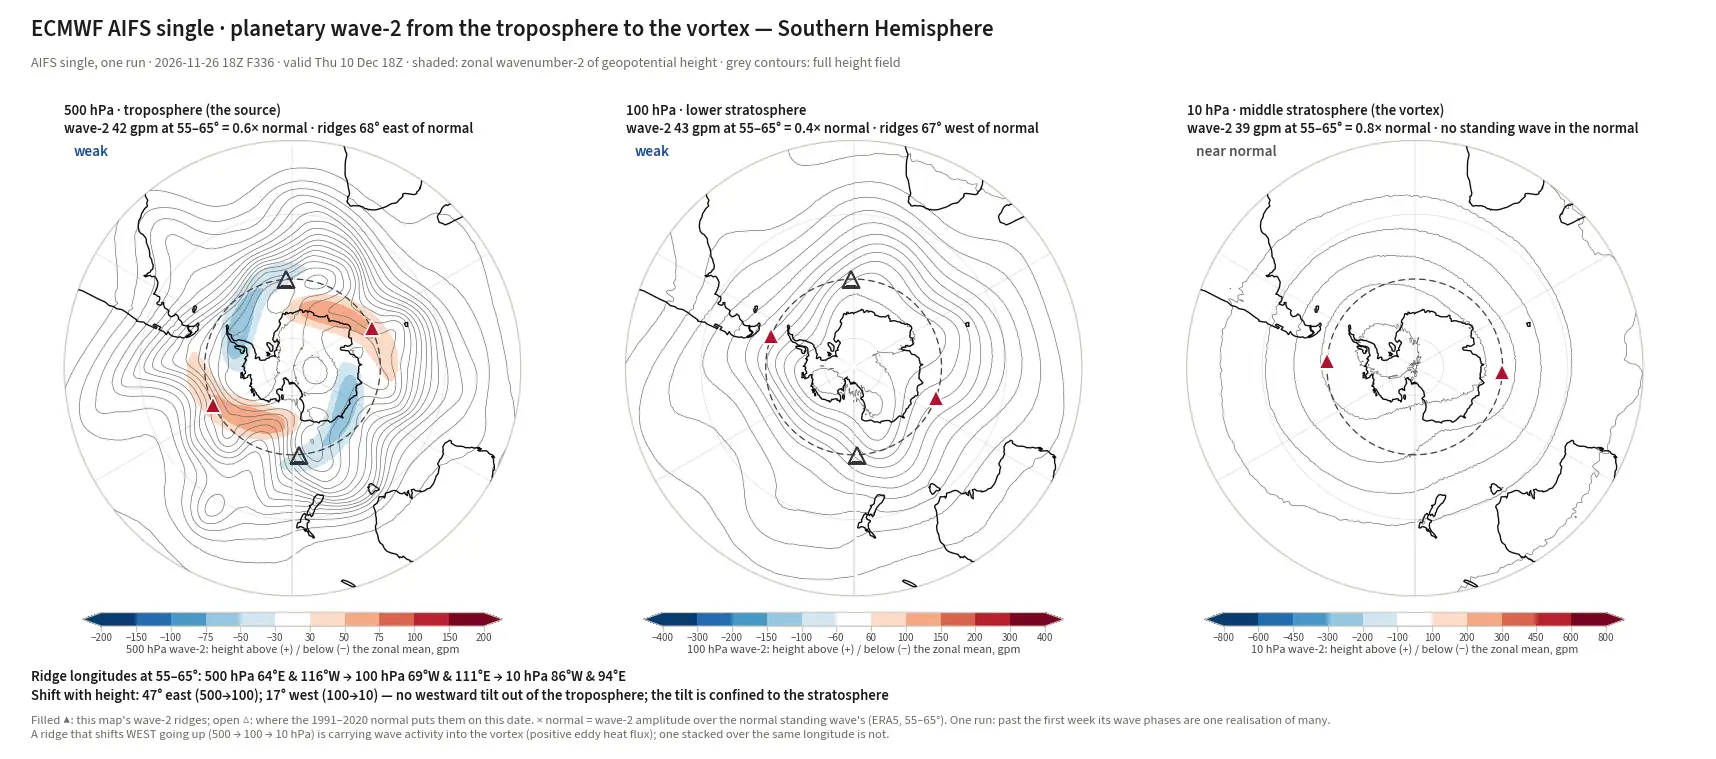 ECMWF AIFS single · planetary wave-2 from the troposphere to the vortex — Southern Hemisphere
AIFS single, one run · 2026-11-26 18Z F336 · valid Thu 10 Dec 18Z · shaded: zonal wavenumber-2 of geopotential height · grey contours: full height field
500 hPa · troposphere (the source)
wave-2 42 gpm at 55–65° = 0.6× normal · ridges 68° east of normal
weak
100 hPa · lower stratosphere
wave-2 43 gpm at 55–65° = 0.4× normal · ridges 67° west of normal
weak
10 hPa · middle stratosphere (the vortex)
wave-2 39 gpm at 55–65° = 0.8× normal · no standing wave in the normal
near normal
−200 −150 −100 −75 −50 −30 30 50 75 100 150 200
500 hPa wave-2: height above (+) / below (−) the zonal mean, gpm
−400 −300 −200 −150 −100 −60 60 100 150 200 300 400
100 hPa wave-2: height above (+) / below (−) the zonal mean, gpm
−800 −600 −450 −300 −200 −100 100 200 300 450 600 800
10 hPa wave-2: height above (+) / below (−) the zonal mean, gpm
Ridge longitudes at 55–65°: 500 hPa 64°E & 116°W → 100 hPa 69°W & 111°E → 10 hPa 86°W & 94°E
Shift with height: 47° east (500→100); 17° west (100→10) — no westward tilt out of the troposphere; the tilt is confined to the stratosphere
Filled ▲: this map's wave-2 ridges; open △: where the 1991–2020 normal puts them on this date. × normal = wave-2 amplitude over the normal standing wave's (ERA5, 55–65°). One run: past the first week its wave phases are one realisation of many.
A ridge that shifts WEST going up (500 → 100 → 10 hPa) is carrying wave activity into the vortex (positive eddy heat flux); one stacked over the same longitude is not.